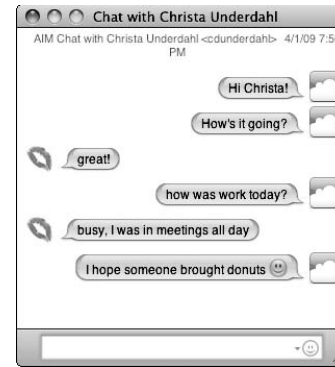 Chat with Christa Underdahl
AIM Chat with Christa Underdahl <cdunderdahl> 4/1/09 7:5
PM
Hi Christa!
How's it going?
great!
how was work today?
busy, I was in meetings all day
I hope someone brought donuts